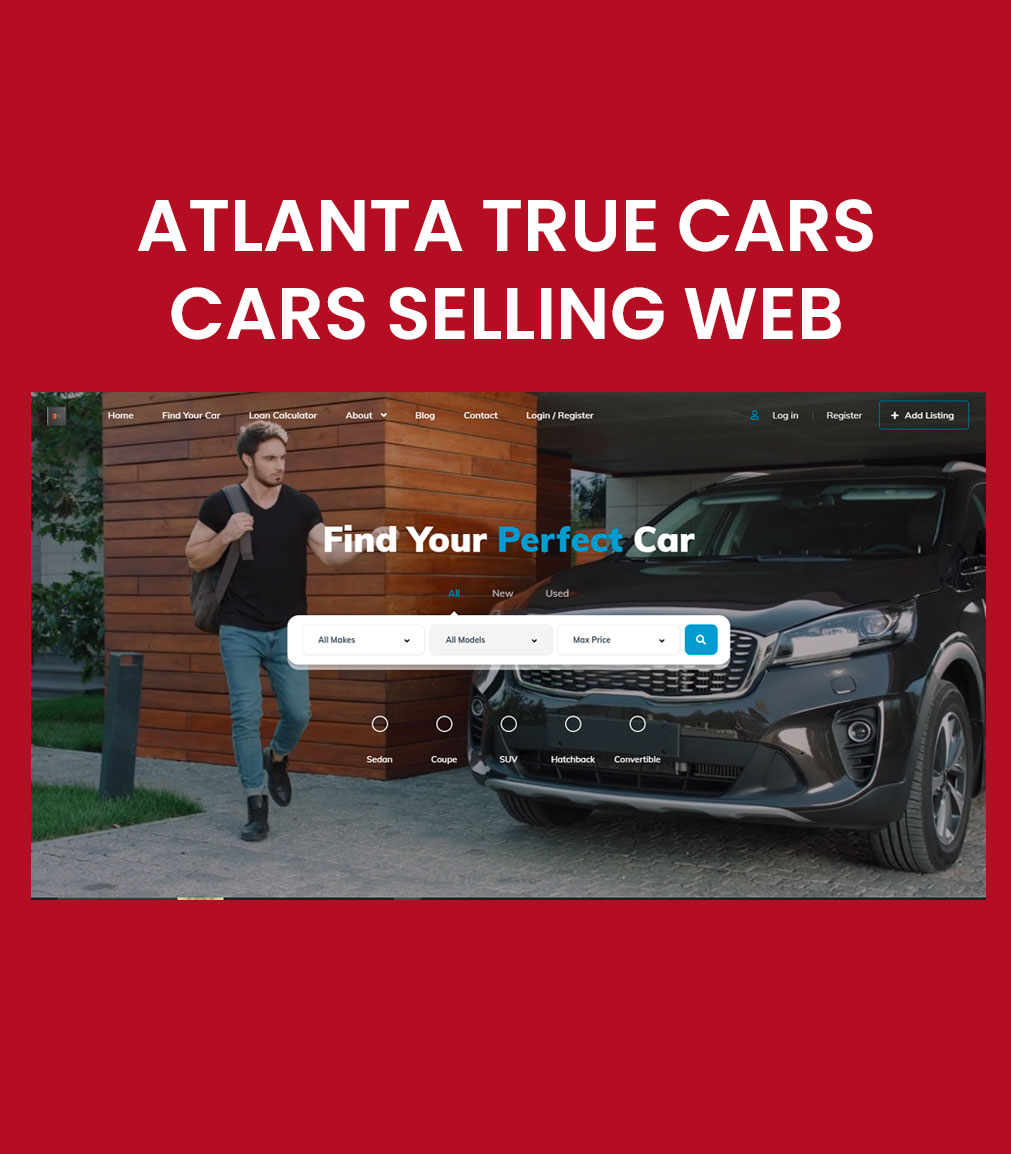 ATLANTA TRUE CARS
CARS SELLING WEB
Home Find Your Car Loan Calculator About Blog Contact Login / Register Log in Register + Add Listing
Find Your Perfect Car
All New Used
All Makes All Models Max Price
Sedan Coupe SUV Hatchback Convertible